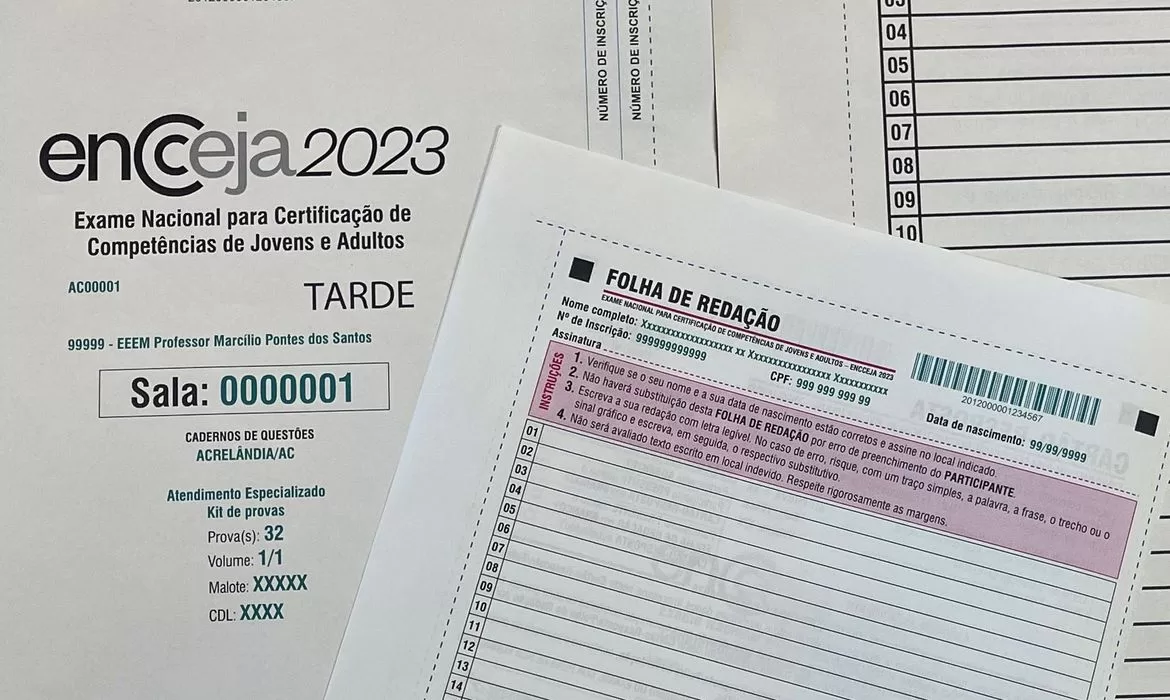 encceja2023
Exame Nacional para Certificação de
Competências de Jovens e Adultos
AC00001
TARDE
99999 - EEEM Professor Marcílio Pontes dos Santos
Sala: 0000001
CADERNOS DE QUESTÕES
ACRELÂNDIA/AC
Atendimento Especializado
Kit de provas
Prova(s): 32
Volume: 1/1
Malote: XXXXX
CDL: XXXX
NÚMERO DE INSCRIÇ
NÚMERO DE INSCRIÇ
03
04
05
06
07
08
09
10
FOLHA DE REDAÇÃO
EXAME NACIONAL PARA CERTIFICAÇÃO DE COMPETÊNCIAS DE JOVENS E ADULTOS – ENCCEJA 2023
Nome completo: Xxxxxxxxxxxxxxxxxx xx Xxxxxxxxxxxxxxxx Xxxxxxxxxx
Nº de Inscrição: 999999999999
CPF: 999 999 999 99
Assinatura
2012000001234567
Data de nascimento: 99/99/9999
INSTRUÇÕES
1. Verifique se o seu nome e a sua data de nascimento estão corretos e assine no local indicado.
2. Não haverá substituição desta FOLHA DE REDAÇÃO por erro de preenchimento do PARTICIPANTE.
3. Escreva a sua redação com letra legível. No caso de erro, risque, com um traço simples, a palavra, a frase, o trecho ou o
sinal gráfico e escreva, em seguida, o respectivo substitutivo.
4. Não será avaliado texto escrito em local indevido. Respeite rigorosamente as margens.
01
02
03
04
05
06
07
08
09
10
11
12
13
14